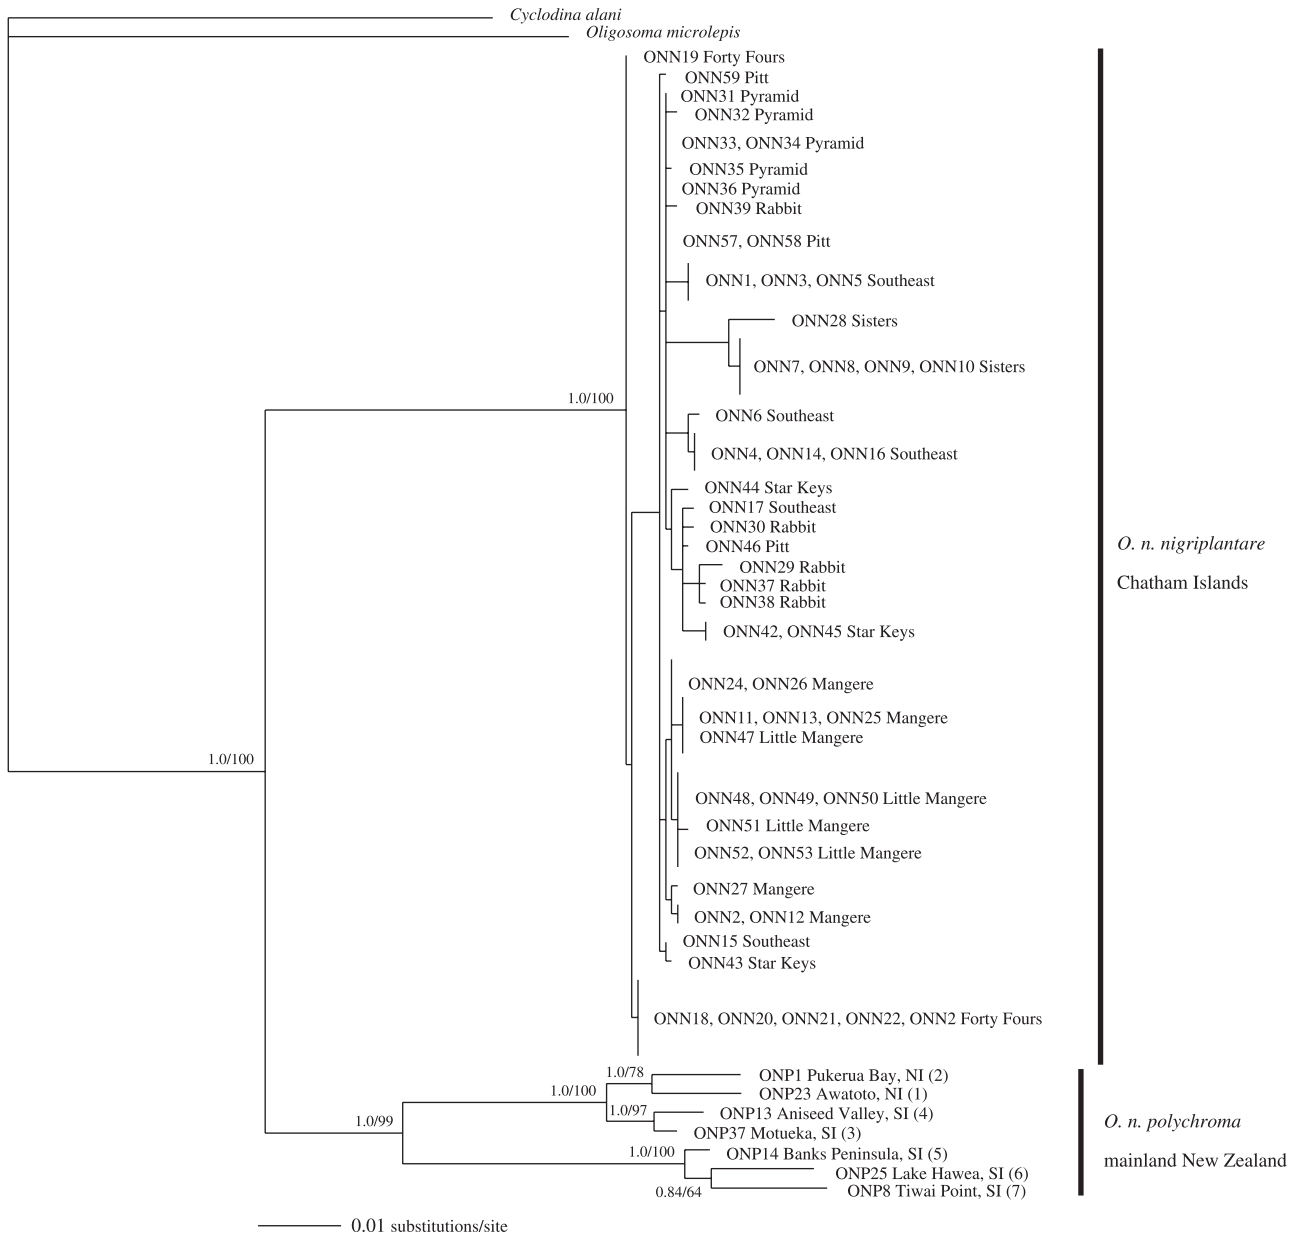 Cyclodina alani
Oligosoma microlepis
ONN19 Forty Fours
ONN59 Pitt
ONN31 Pyramid
ONN32 Pyramid
ONN33, ONN34 Pyramid
ONN35 Pyramid
ONN36 Pyramid
ONN39 Rabbit
ONN57, ONN58 Pitt
ONN1, ONN3, ONN5 Southeast
ONN28 Sisters
ONN7, ONN8, ONN9, ONN10 Sisters
1.0/100
ONN6 Southeast
ONN4, ONN14, ONN16 Southeast
ONN44 Star Keys
ONN17 Southeast
ONN30 Rabbit
ONN46 Pitt
O. n. nigriplantare
ONN29 Rabbit
Chatham Islands
ONN37 Rabbit
ONN38 Rabbit
ONN42, ONN45 Star Keys
ONN24, ONN26 Mangere
ONN11, ONN13, ONN25 Mangere
ONN47 Little Mangere
1.0/100
ONN48, ONN49, ONN50 Little Mangere
ONN51 Little Mangere
ONN52, ONN53 Little Mangere
ONN27 Mangere
ONN2, ONN12 Mangere
ONN15 Southeast
ONN43 Star Keys
ONN18, ONN20, ONN21, ONN22, ONN2 Forty Fours
1.0/78
ONP1 Pukerua Bay, NI (2)
1.0/100
ONP23 Awatoto, NI (1)
1.0/97
ONP13 Aniseed Valley, SI (4)
1.0/99
ONP37 Motueka, SI (3)
O. n. polychroma
1.0/100
ONP14 Banks Peninsula, SI (5)
mainland New Zealand
ONP25 Lake Hawea, SI (6)
0.84/64
ONP8 Tiwai Point, SI (7)
0.01 substitutions/site